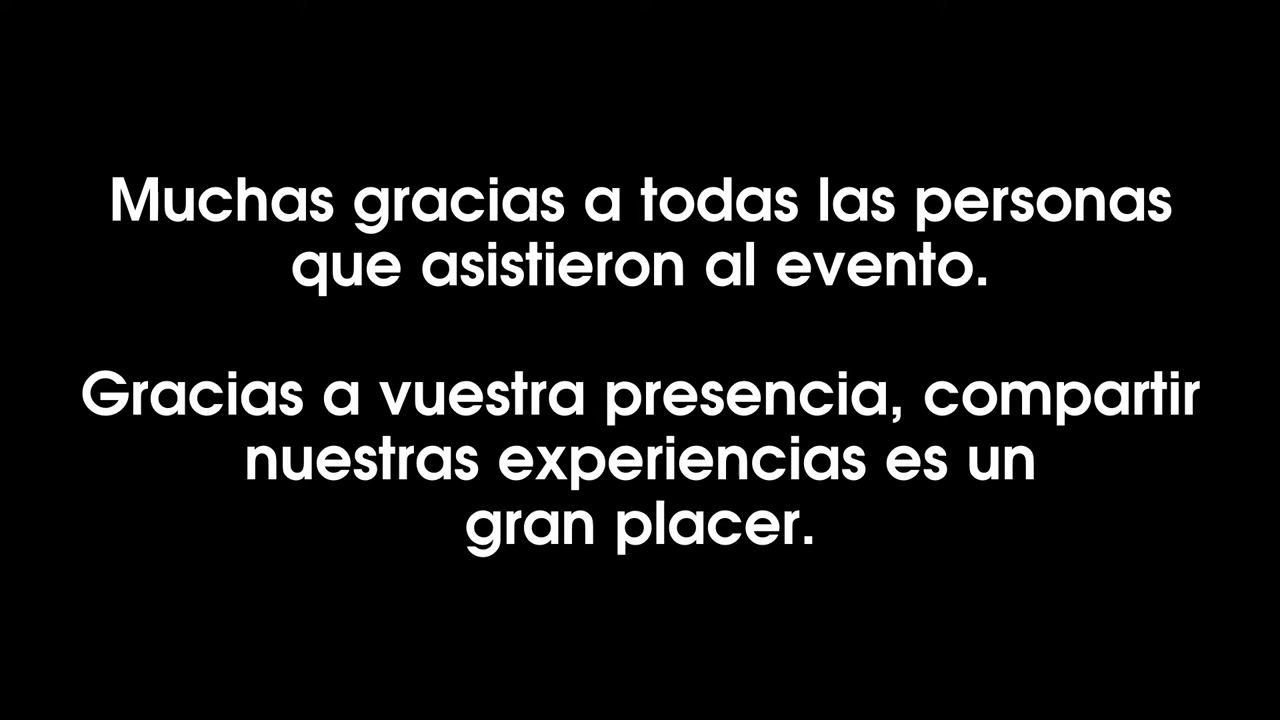 Muchas gracias a todas las personas
que asistieron al evento.
Gracias a vuestra presencia, compartir
nuestras experiencias es un
gran placer.